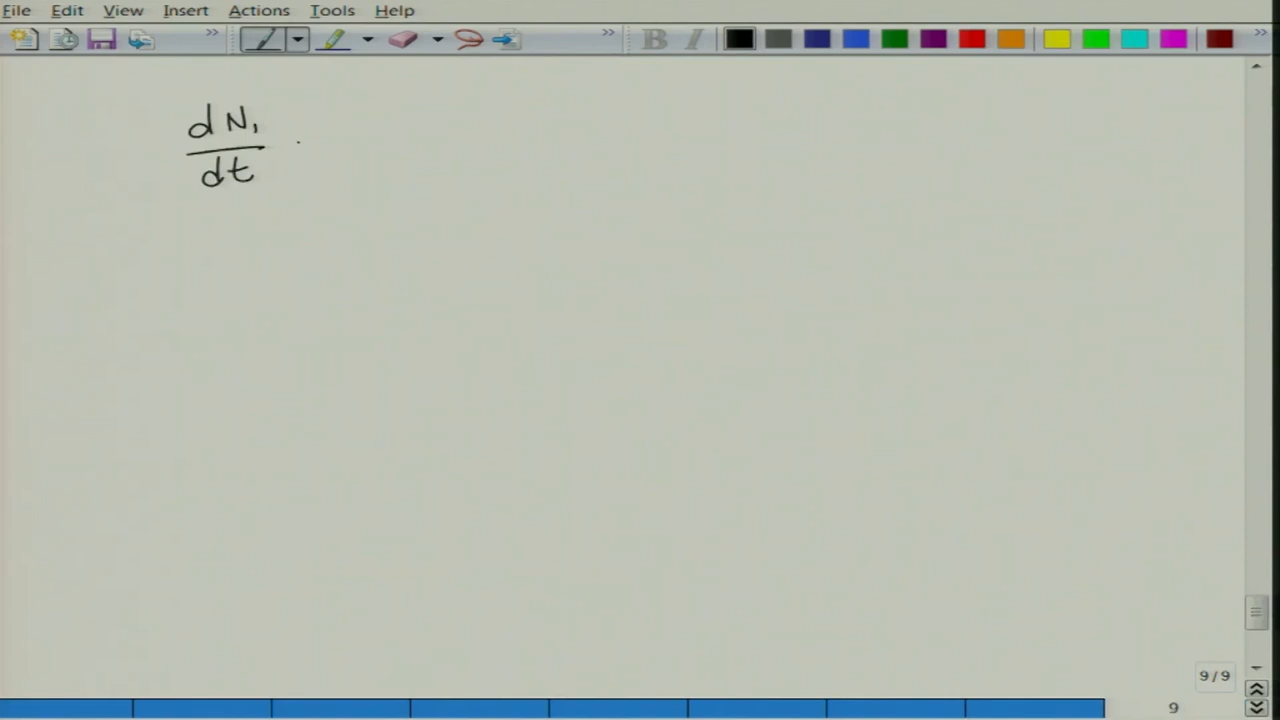 File Edit View Insert Actions Tools Help
B I
dN₁
dt
9 / 9
9